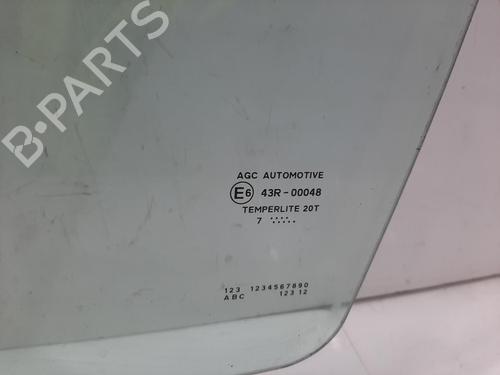 B-PARTS
AGC AUTOMOTIVE
E6 43R-00048
TEMPERLITE 20T
7 ........
123 1234567890
ABC 123 12